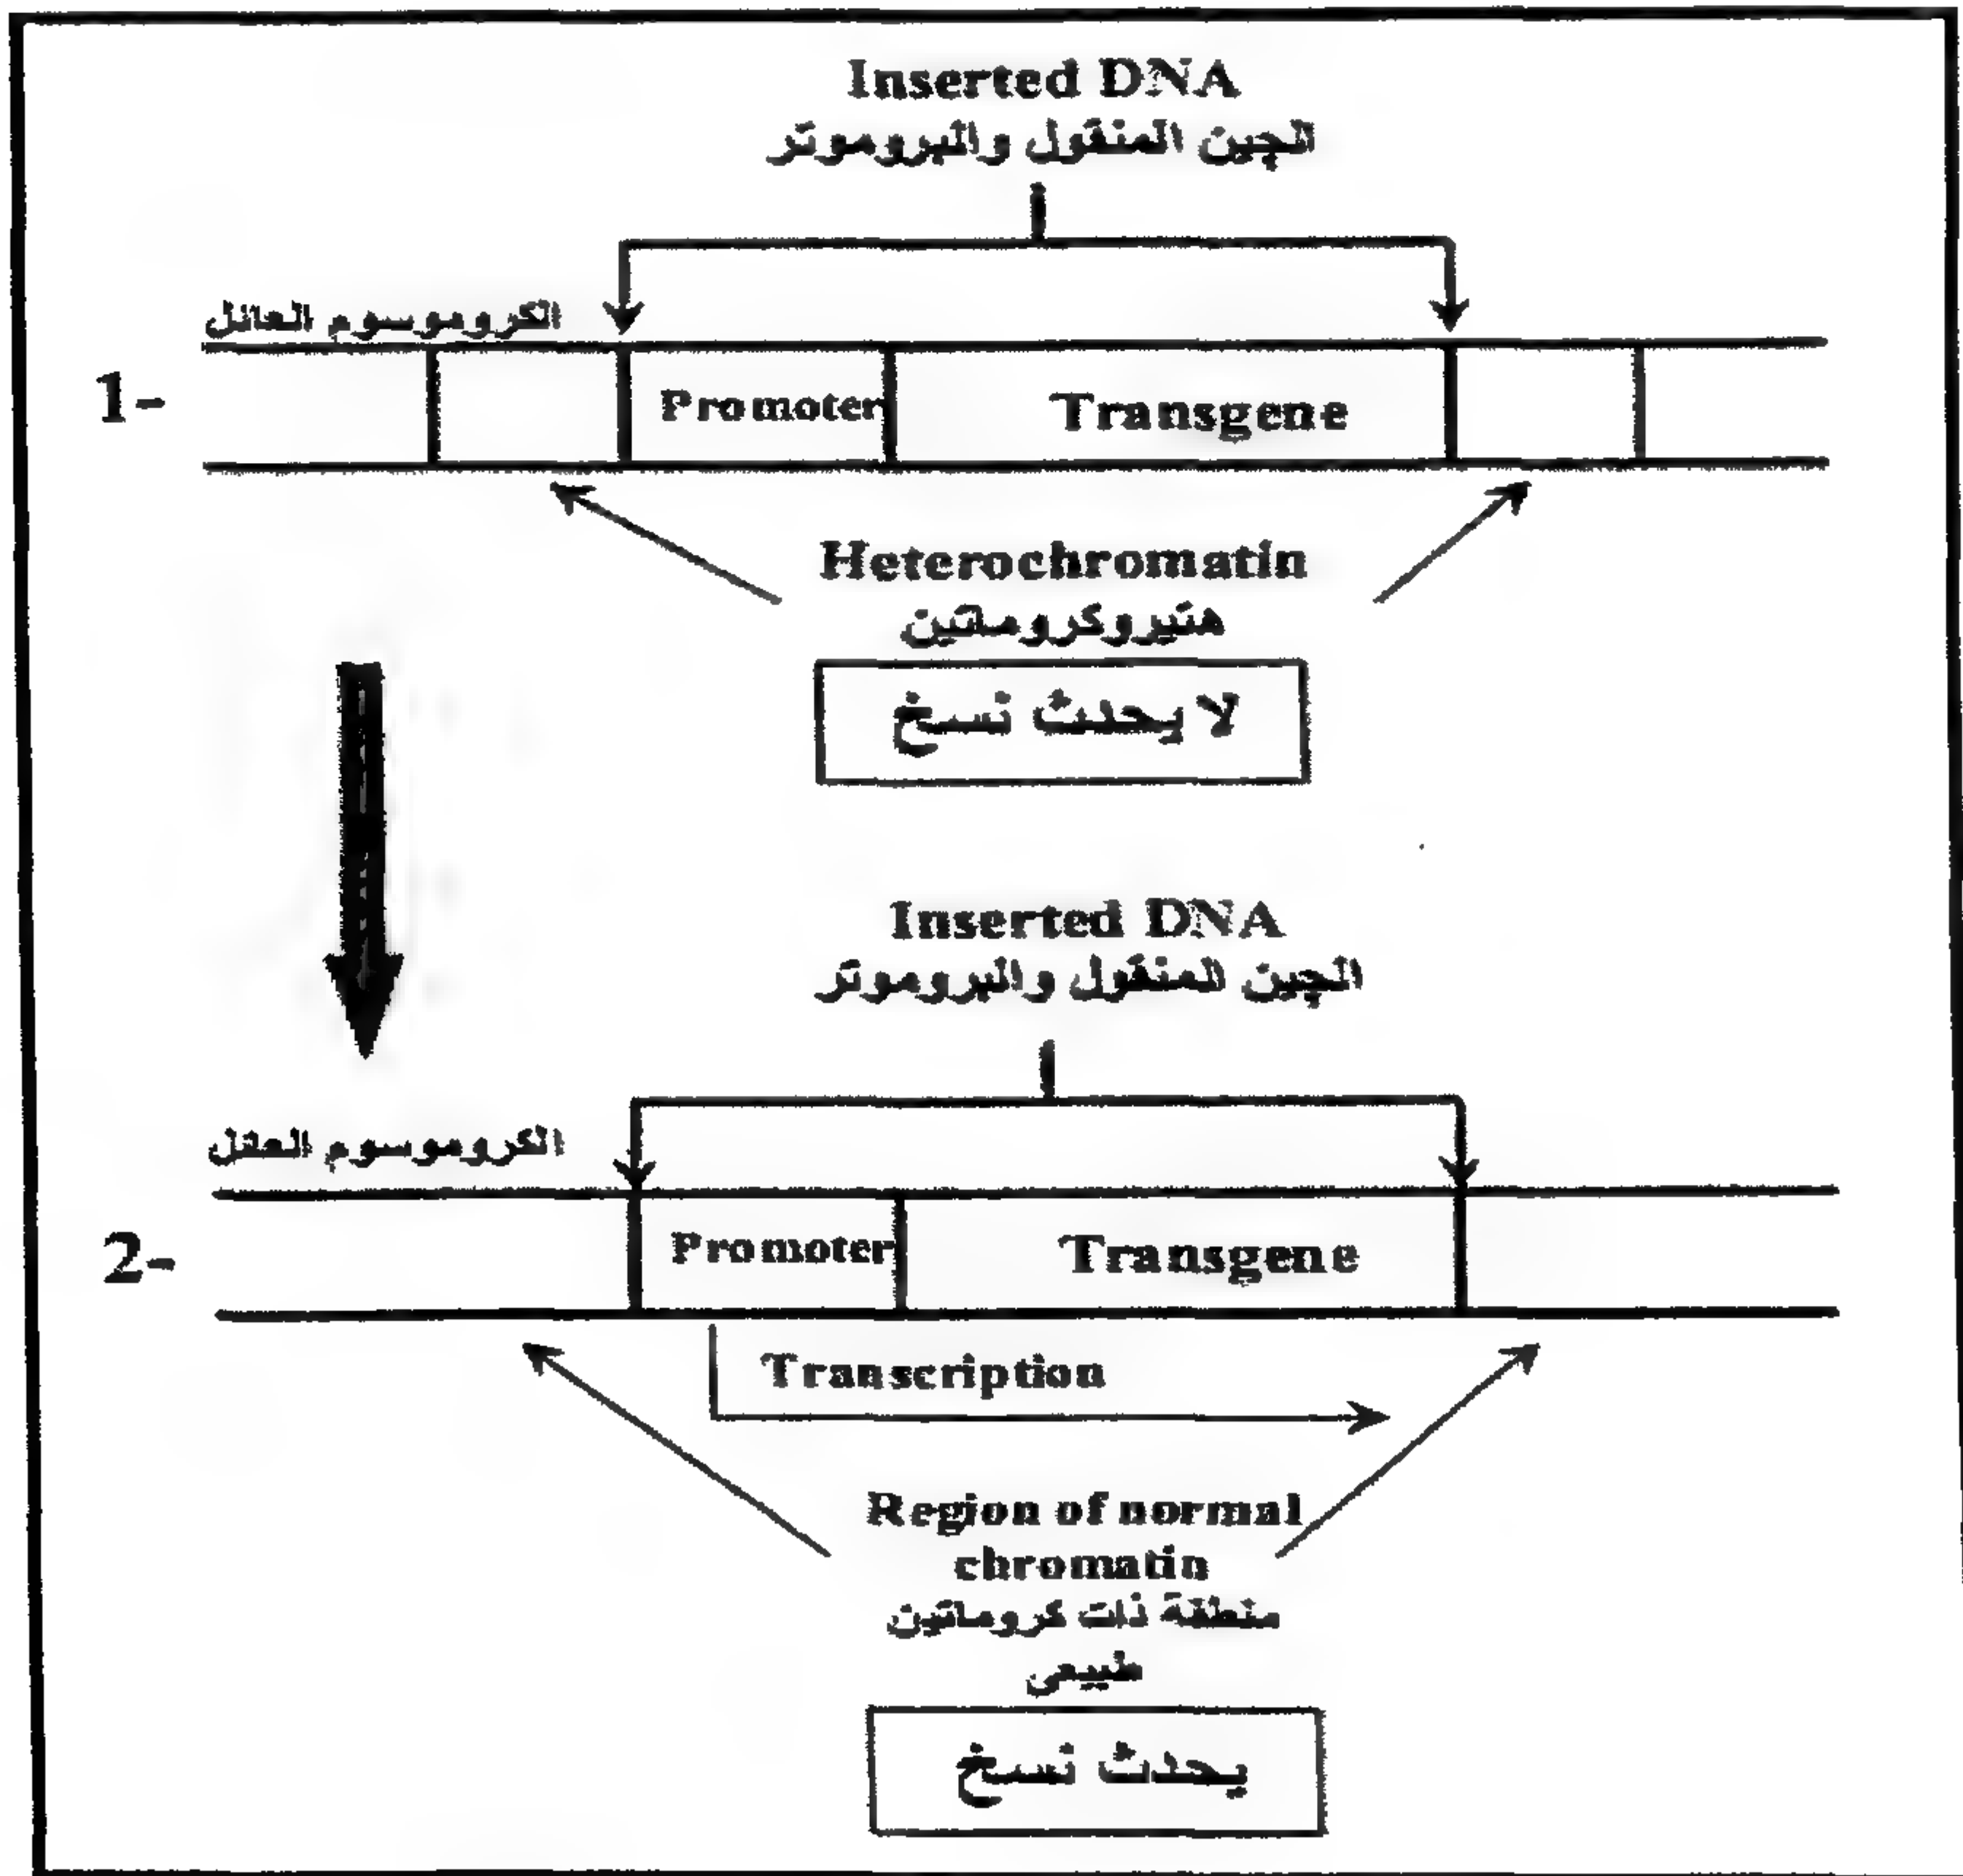 Inserted DNA
الجين المنقول والبروموتر
الكروموسوم العائل
1-
Promoter
Transgene
Heterochromatin
هتيروكروماتين
لا يحدث نسخ
Inserted DNA
الجين المنقول والبروموتر
الكروموسوم العائل
2-
Promoter
Transgene
Transcription
Region of normal
chromatin
منطقة ذات كروماتين
طبيعى
يحدث نسخ